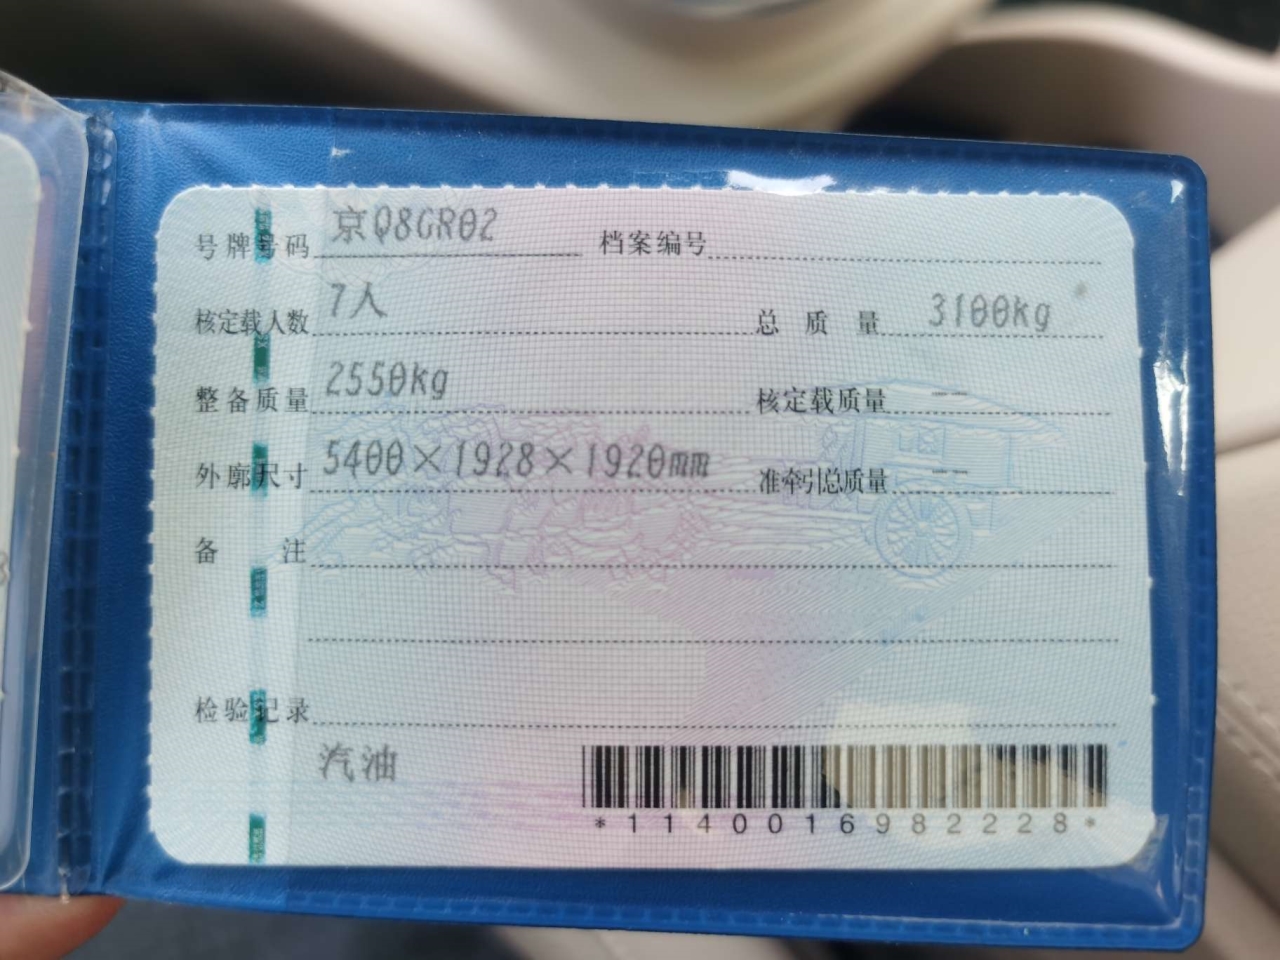 号牌号码 京Q8GR02 档案编号
核定载人数 7人 总质量 3100kg
整备质量 2550kg 核定载质量 --
外廓尺寸 5400×1928×1920mm 准牵引总质量 --
备注
检验记录
汽油
*1140016982228*